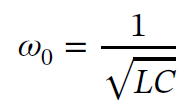 ω₀ = 1 / √LC